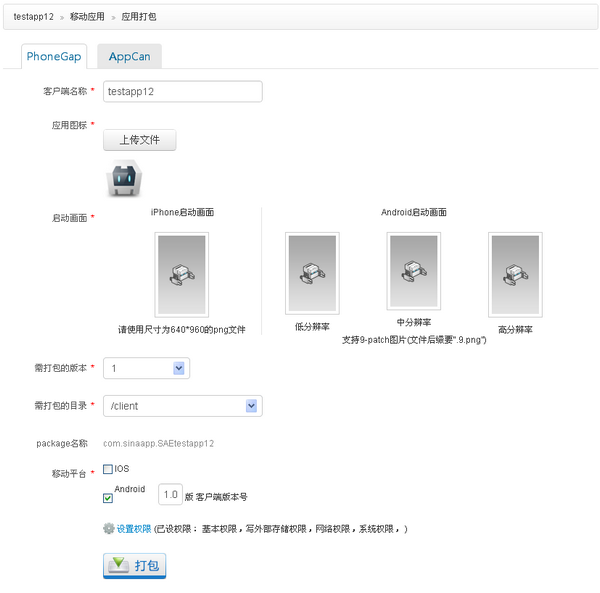 testapp12 » 移动应用 » 应用打包
PhoneGap AppCan
客户端名称 * testapp12
应用图标 *
上传文件
启动画面 * iPhone启动画面 Android启动画面
请使用尺寸为640*960的png文件 低分辨率 中分辨率 高分辨率
支持9-patch图片(文件后缀要".9.png")
需打包的版本 * 1
需打包的目录 * /client
package名称 com.sinaapp.SAEtestapp12
移动平台 * IOS
Android 1.0 版 客户端版本号
设置权限 (已设权限： 基本权限，写外部存储权限，网络权限，系统权限，)
打包